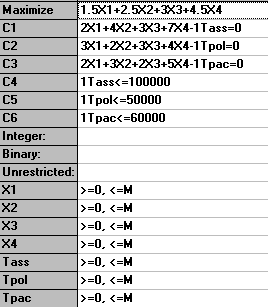 Maximize 1.5X1+2.5X2+3X3+4.5X4
C1 2X1+4X2+3X3+7X4-1Tass=0
C2 3X1+2X2+3X3+4X4-1Tpol=0
C3 2X1+3X2+2X3+5X4-1Tpac=0
C4 1Tass<=100000
C5 1Tpol<=50000
C6 1Tpac<=60000
Integer:
Binary:
Unrestricted:
X1 >=0, <=M
X2 >=0, <=M
X3 >=0, <=M
X4 >=0, <=M
Tass >=0, <=M
Tpol >=0, <=M
Tpac >=0, <=M